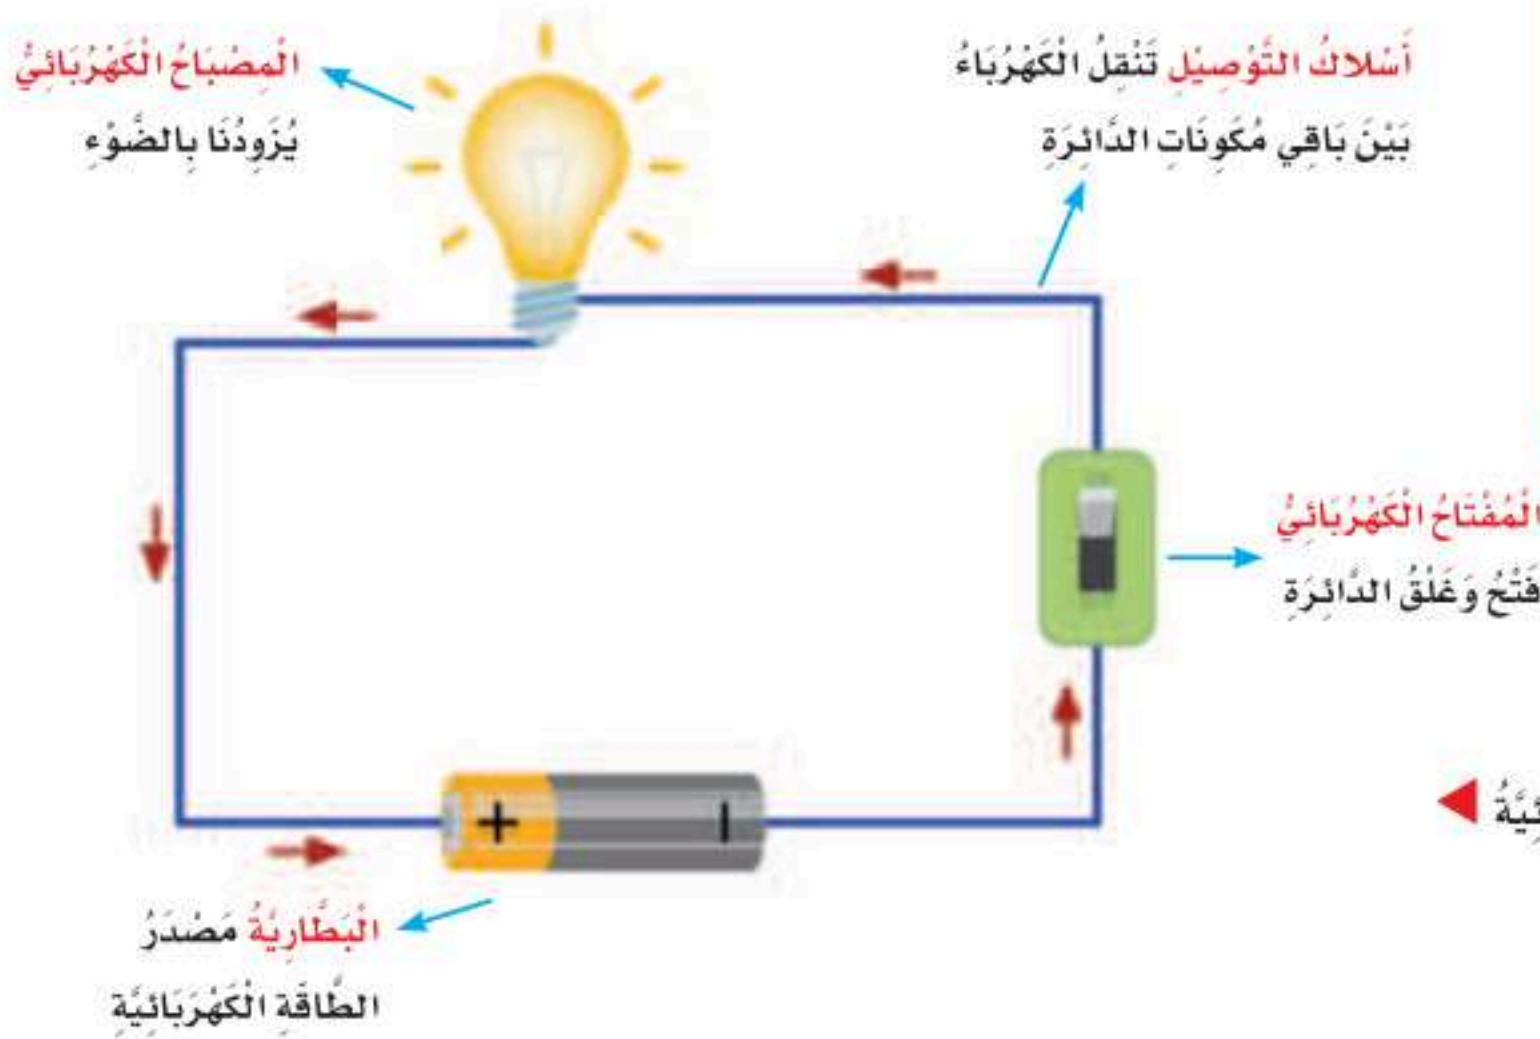 أَسْلَاكُ التَّوْصِيْلِ تَنْقِلُ الْكَهْرُبَاءُ
بَيْنَ بَاقِي مُكَوِنَاتِ الدَّائِرَةِ
الْمِصْبَاحُ الْكَهْرُبَائِيُّ
يُزَوِدُنَا بِالضَّوْءِ
الْمُفْتَاحُ الْكَهْرُبَائِيُّ
فَتْحُ وَغَلْقُ الدَّائِرَةِ
+
−
الْبَطَّارِيَّةُ مَصْدَرُ
الطَّاقَةِ الْكَهْرَبَائِيَّةِ